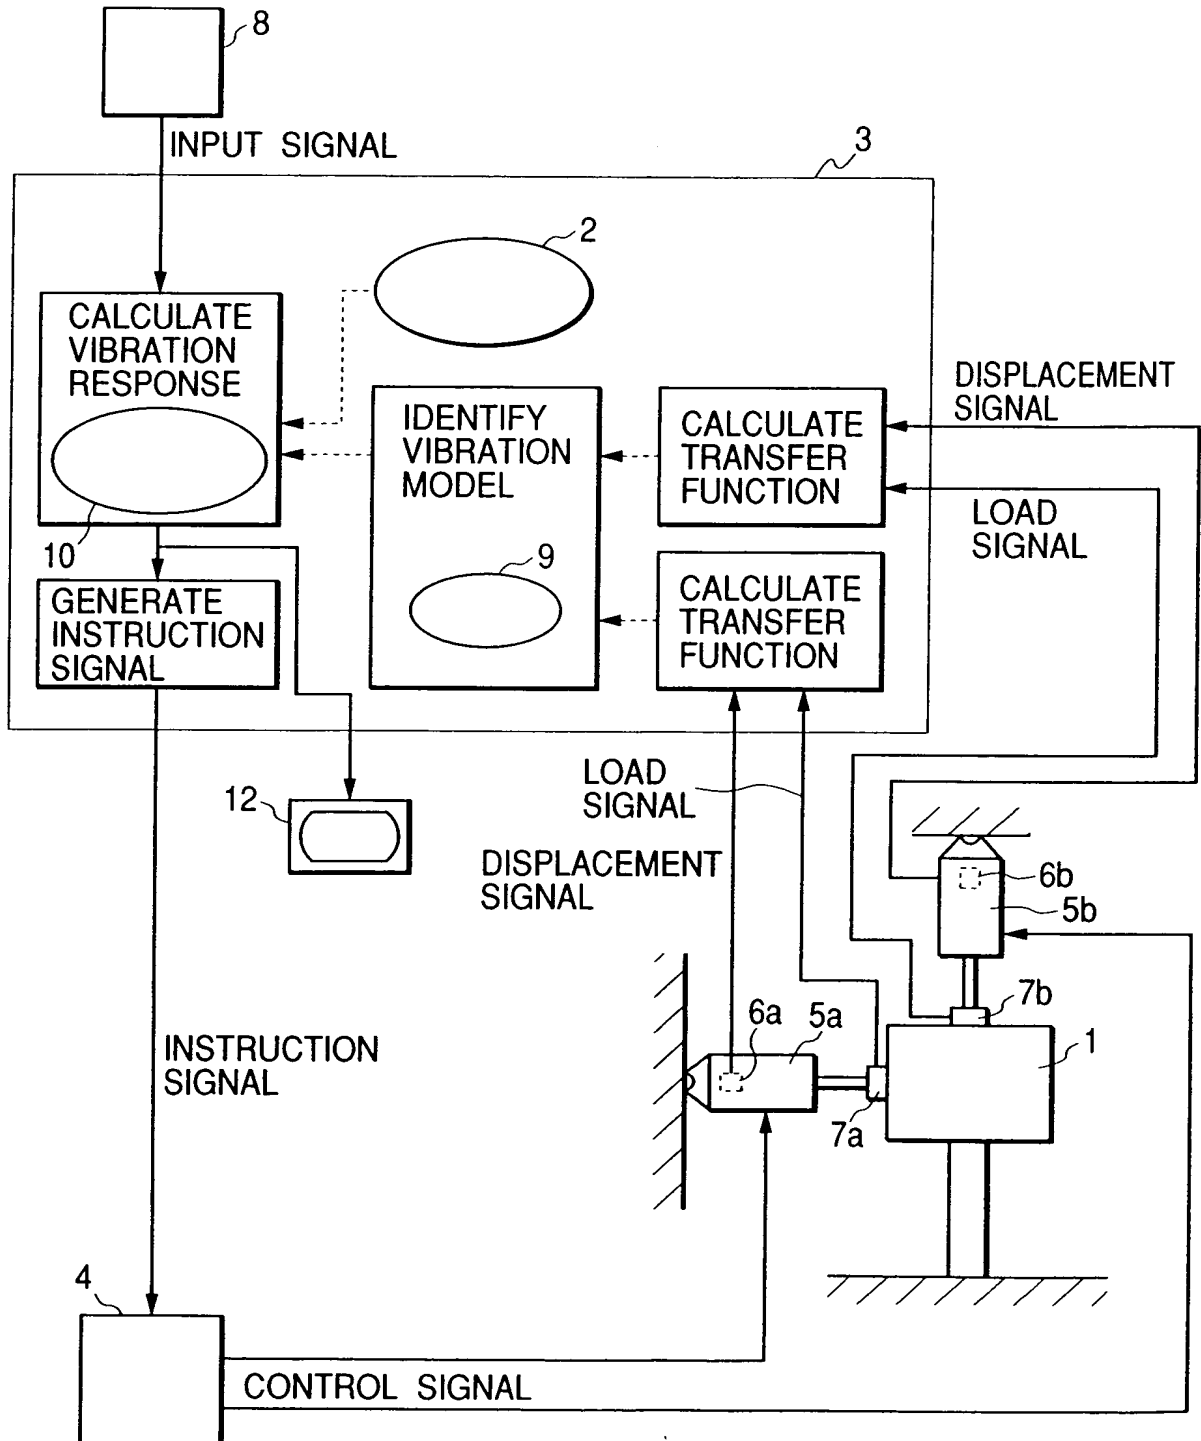 8
INPUT SIGNAL
3
2
CALCULATE
VIBRATION
RESPONSE
10
IDENTIFY
VIBRATION
MODEL
9
CALCULATE
TRANSFER
FUNCTION
DISPLACEMENT
SIGNAL
LOAD
SIGNAL
CALCULATE
TRANSFER
FUNCTION
GENERATE
INSTRUCTION
SIGNAL
12
LOAD
SIGNAL
DISPLACEMENT
SIGNAL
6b
5b
7b
6a
5a
1
7a
INSTRUCTION
SIGNAL
4
CONTROL SIGNAL